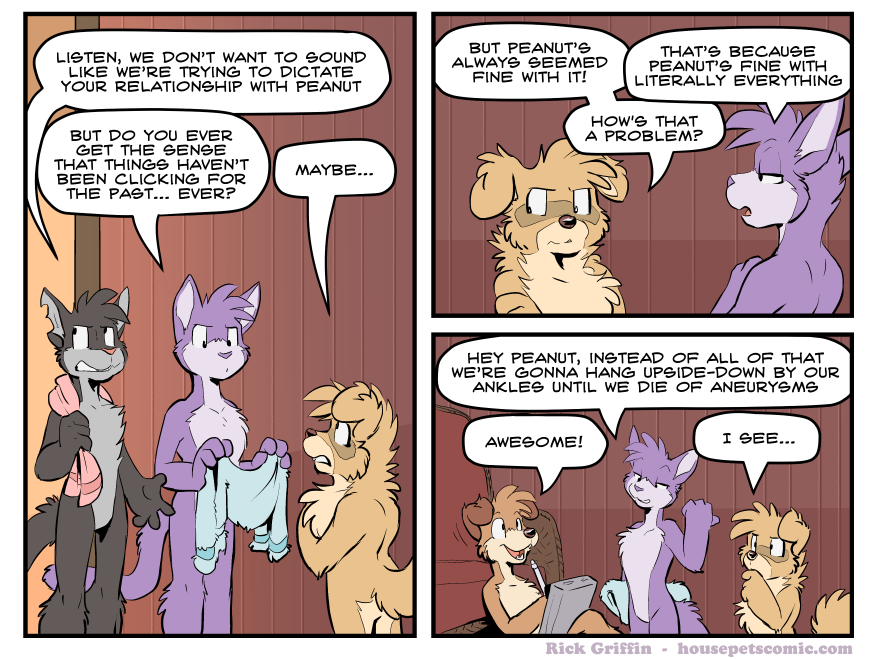 LISTEN, WE DON'T WANT TO SOUND
LIKE WE'RE TRYING TO DICTATE
YOUR RELATIONSHIP WITH PEANUT
BUT DO YOU EVER
GET THE SENSE
THAT THINGS HAVEN'T
BEEN CLICKING FOR
THE PAST... EVER?
MAYBE...
BUT PEANUT'S
ALWAYS SEEMED
FINE WITH IT!
THAT'S BECAUSE
PEANUT'S FINE WITH
LITERALLY EVERYTHING
HOW'S THAT
A PROBLEM?
HEY PEANUT, INSTEAD OF ALL OF THAT
WE'RE GONNA HANG UPSIDE-DOWN BY OUR
ANKLES UNTIL WE DIE OF ANEURYSMS
AWESOME!
I SEE...
Rick Griffin - housepetscomic.com